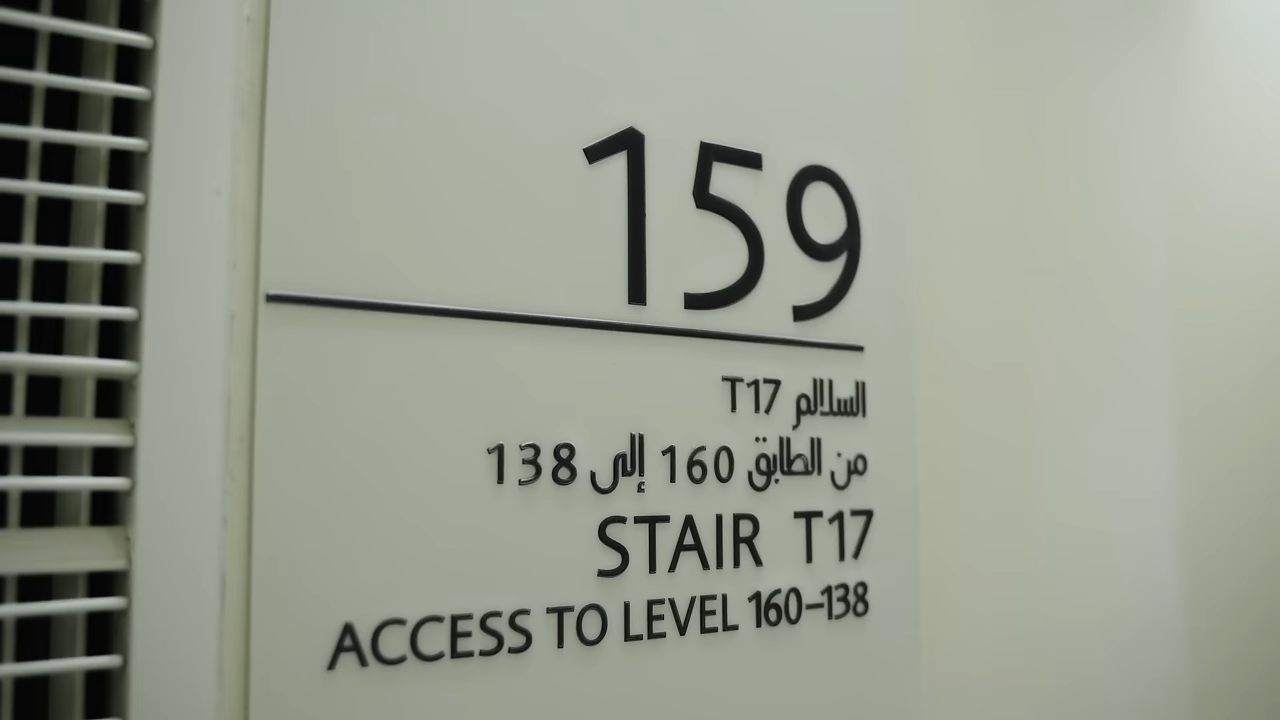 159
السلالم T17
من الطابق 160 إلى 138
STAIR T17
ACCESS TO LEVEL 160-138